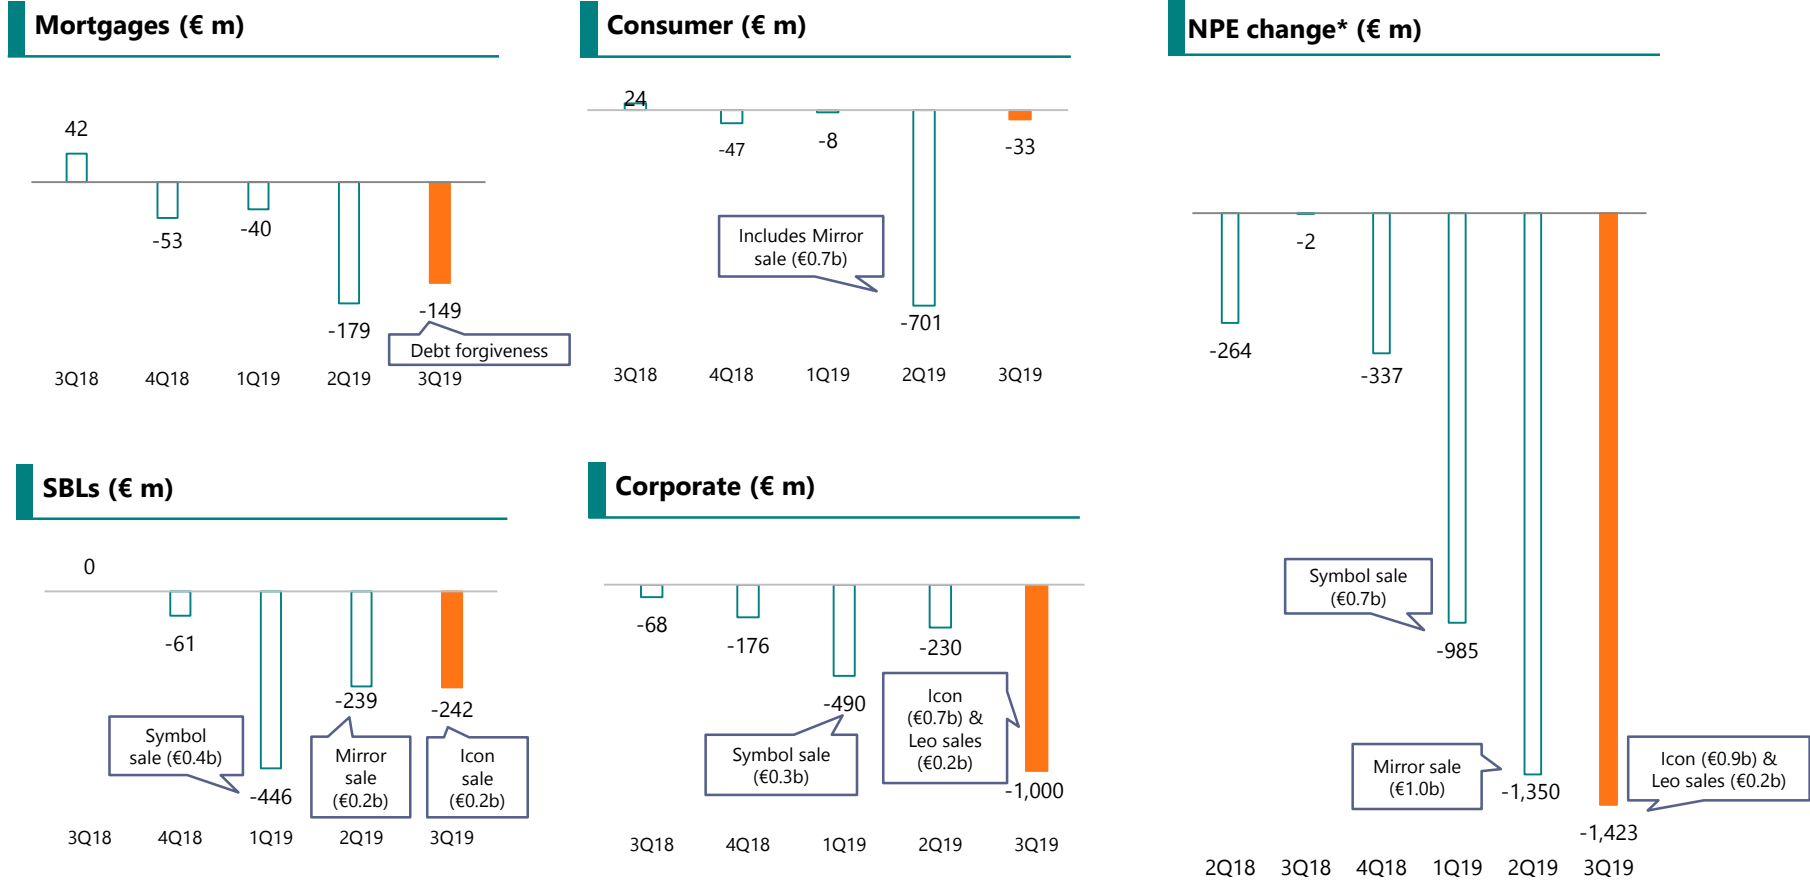 Mortgages (€ m)
42
-53
-40
-179
-149
Debt forgiveness
3Q18 4Q18 1Q19 2Q19 3Q19
Consumer (€ m)
24
-47
-8
-701
-33
Includes Mirror
sale (€0.7b)
3Q18 4Q18 1Q19 2Q19 3Q19
NPE change* (€ m)
-264
-2
-337
-985
-1,350
-1,423
Symbol sale
(€0.7b)
Mirror sale
(€1.0b)
Icon (€0.9b) &
Leo sales (€0.2b)
2Q18 3Q18 4Q18 1Q19 2Q19 3Q19
SBLs (€ m)
0
-61
-446
-239
-242
Symbol
sale (€0.4b)
Mirror
sale
(€0.2b)
Icon
sale
(€0.2b)
3Q18 4Q18 1Q19 2Q19 3Q19
Corporate (€ m)
-68
-176
-490
-230
-1,000
Symbol sale
(€0.3b)
Icon
(€0.7b) &
Leo sales
(€0.2b)
3Q18 4Q18 1Q19 2Q19 3Q19